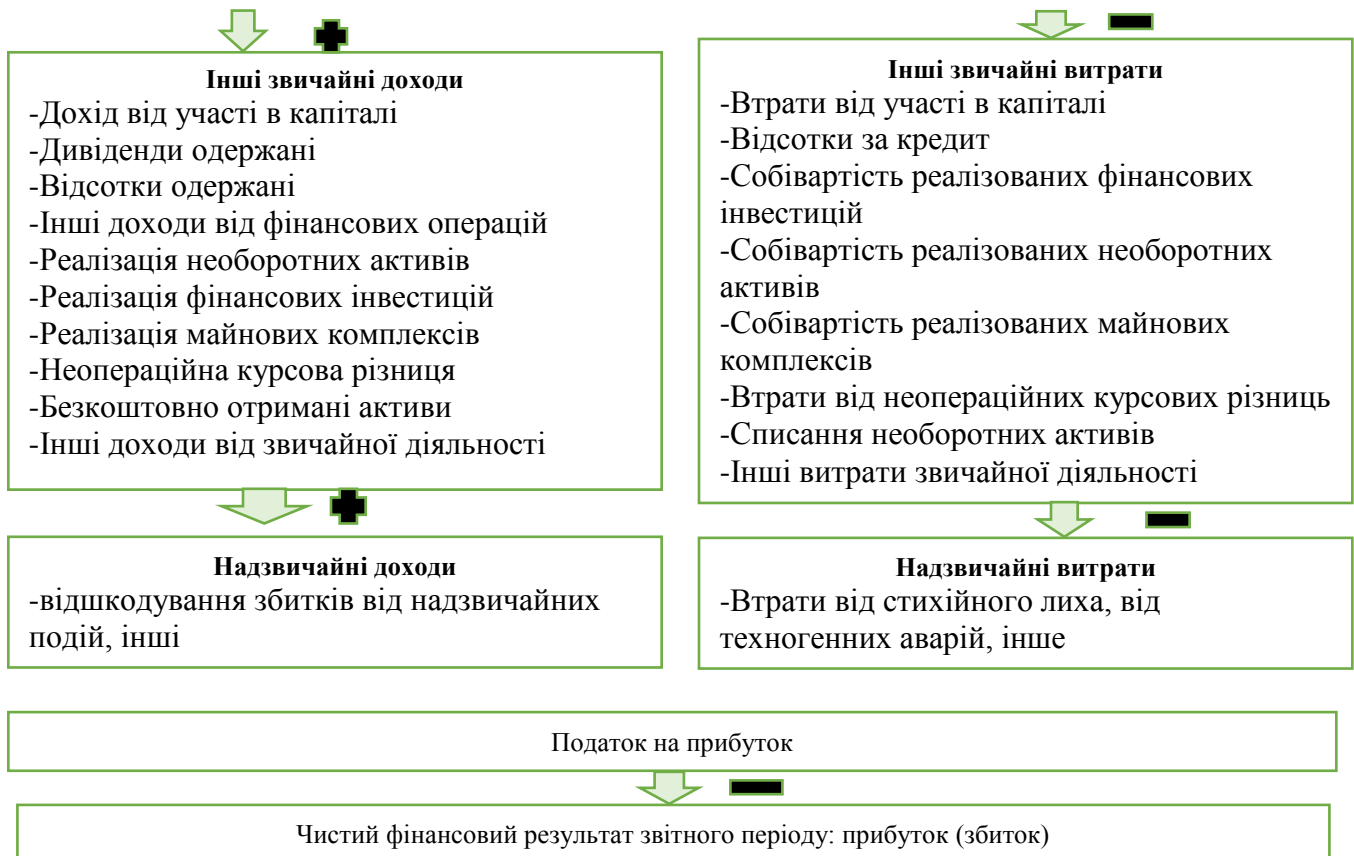 Інші звичайні доходи
-Дохід від участі в капіталі
-Дивіденди одержані
-Відсотки одержані
-Інші доходи від фінансових операцій
-Реалізація необоротних активів
-Реалізація фінансових інвестицій
-Реалізація майнових комплексів
-Неопераційна курсова різниця
-Безкоштовно отримані активи
-Інші доходи від звичайної діяльності
Інші звичайні витрати
-Втрати від участі в капіталі
-Відсотки за кредит
-Собівартість реалізованих фінансових
інвестицій
-Собівартість реалізованих необоротних
активів
-Собівартість реалізованих майнових
комплексів
-Втрати від неопераційних курсових різниць
-Списання необоротних активів
-Інші витрати звичайної діяльності
Надзвичайні доходи
-відшкодування збитків від надзвичайних
подій, інші
Надзвичайні витрати
-Втрати від стихійного лиха, від
техногенних аварій, інше
Податок на прибуток
Чистий фінансовий результат звітного періоду: прибуток (збиток)